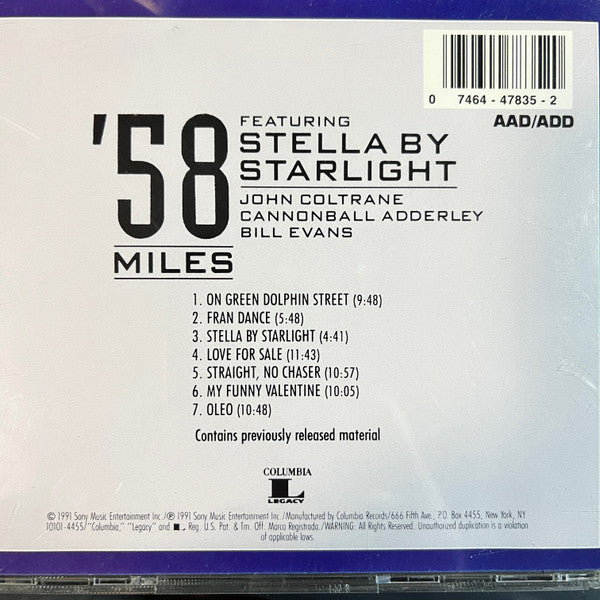 0 7464 - 47835 - 2
AAD/ADD
'58
MILES
FEATURING
STELLA BY
STARLIGHT
JOHN COLTRANE
CANNONBALL ADDERLEY
BILL EVANS
1. ON GREEN DOLPHIN STREET (9:48)
2. FRAN DANCE (5:48)
3. STELLA BY STARLIGHT (4:41)
4. LOVE FOR SALE (11:43)
5. STRAIGHT, NO CHASER (10:57)
6. MY FUNNY VALENTINE (10:05)
7. OLEO (10:48)
Contains previously released material
COLUMBIA
L
LEGACY
© 1991 Sony Music Entertainment Inc./℗ 1991 Sony Music Entertainment Inc./Manufactured by Columbia Records/666 Fifth Ave., P.O. Box 4455, New York, NY
10101-4455/"Columbia," "Legacy" and L Reg. U.S. Pat. & Tm. Off. Marca Registrada./WARNING: All Rights Reserved. Unauthorized duplication is a violation
of applicable laws.